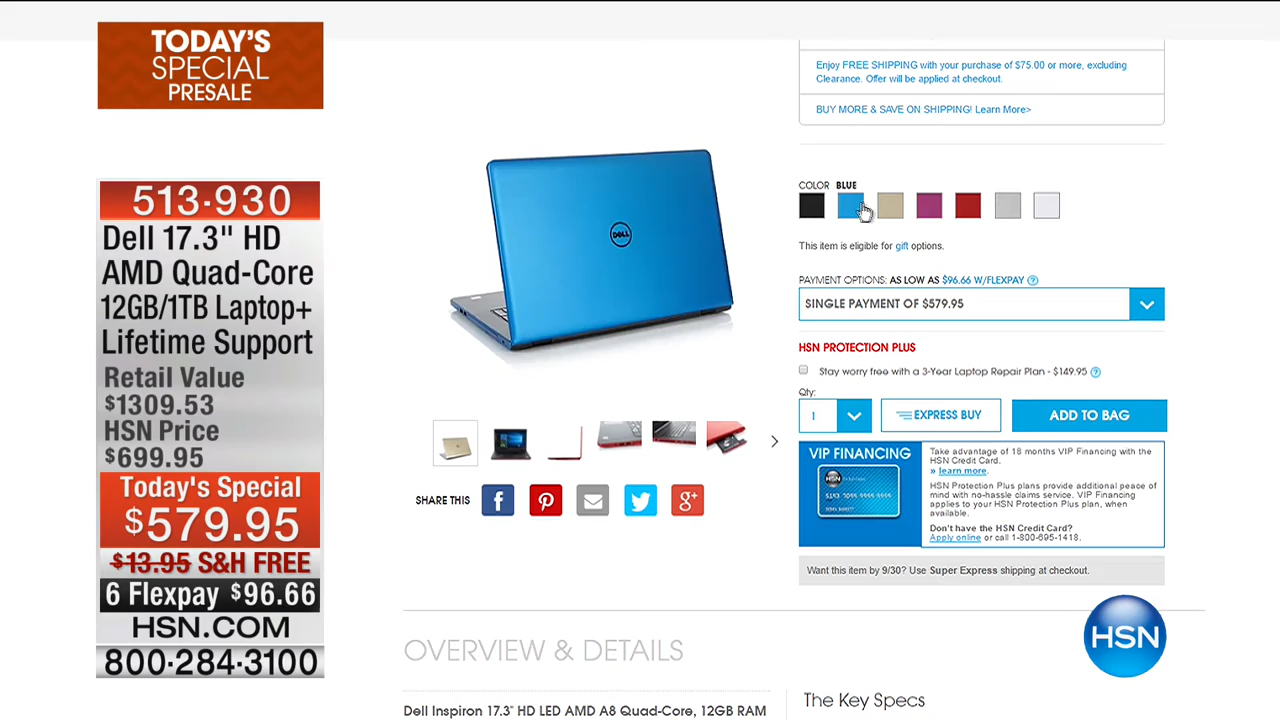 TODAY'S
SPECIAL
PRESALE
513-930
Dell 17.3" HD
AMD Quad-Core
12GB/1TB Laptop+
Lifetime Support
Retail Value
$1309.53
HSN Price
$699.95
Today's Special
$579.95
$13.95 S&H FREE
6 Flexpay $96.66
HSN.COM
800-284-3100
DELL
SHARE THIS
Enjoy FREE SHIPPING with your purchase of $75.00 or more, excluding
Clearance. Offer will be applied at checkout.
BUY MORE & SAVE ON SHIPPING! Learn More>
COLOR BLUE
This item is eligible for gift options.
PAYMENT OPTIONS: AS LOW AS $96.66 W/FLEXPAY ?
SINGLE PAYMENT OF $579.95
HSN PROTECTION PLUS
Stay worry free with a 3-Year Laptop Repair Plan - $149.95 ?
Qty:
1
EXPRESS BUY
ADD TO BAG
VIP FINANCING
HSN
Take advantage of 18 months VIP Financing with the
HSN Credit Card.
» learn more.
HSN Protection Plus plans provide additional peace of
mind with no-hassle claims service. VIP Financing
applies to your HSN Protection Plus plan, when
available.
Don't have the HSN Credit Card?
Apply online or call 1-800-695-1418.
Want this item by 9/30? Use Super Express shipping at checkout.
HSN
OVERVIEW & DETAILS
Dell Inspiron 17.3" HD LED AMD A8 Quad-Core, 12GB RAM
The Key Specs